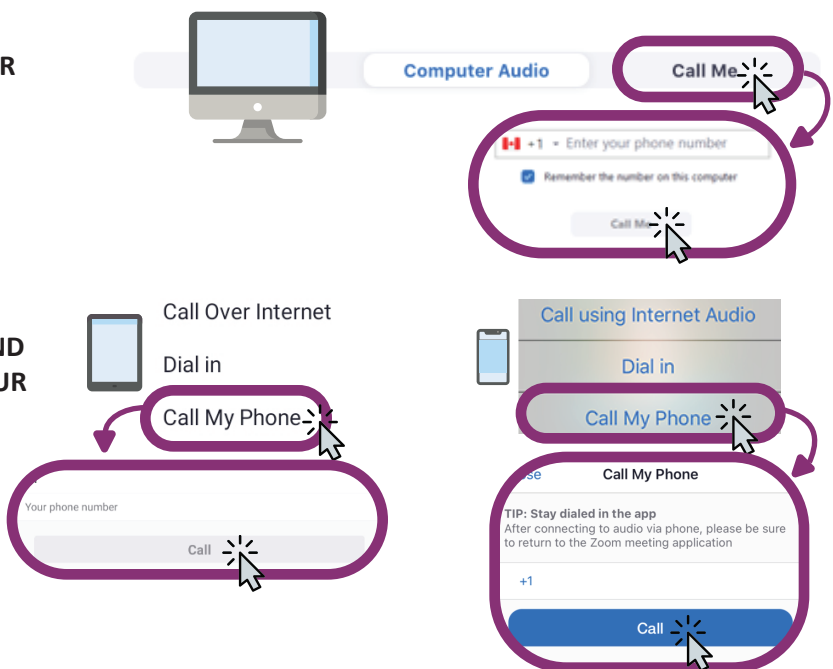 R
Computer Audio
Call Me
+1 Enter your phone number
Remember the number on this computer
Call Me
Call Over Internet
Dial in
Call My Phone
ND
UR
Your phone number
Call
Call using Internet Audio
Dial in
Call My Phone
se
Call My Phone
TIP: Stay dialed in the app
After connecting to audio via phone, please be sure
to return to the Zoom meeting application
+1
Call